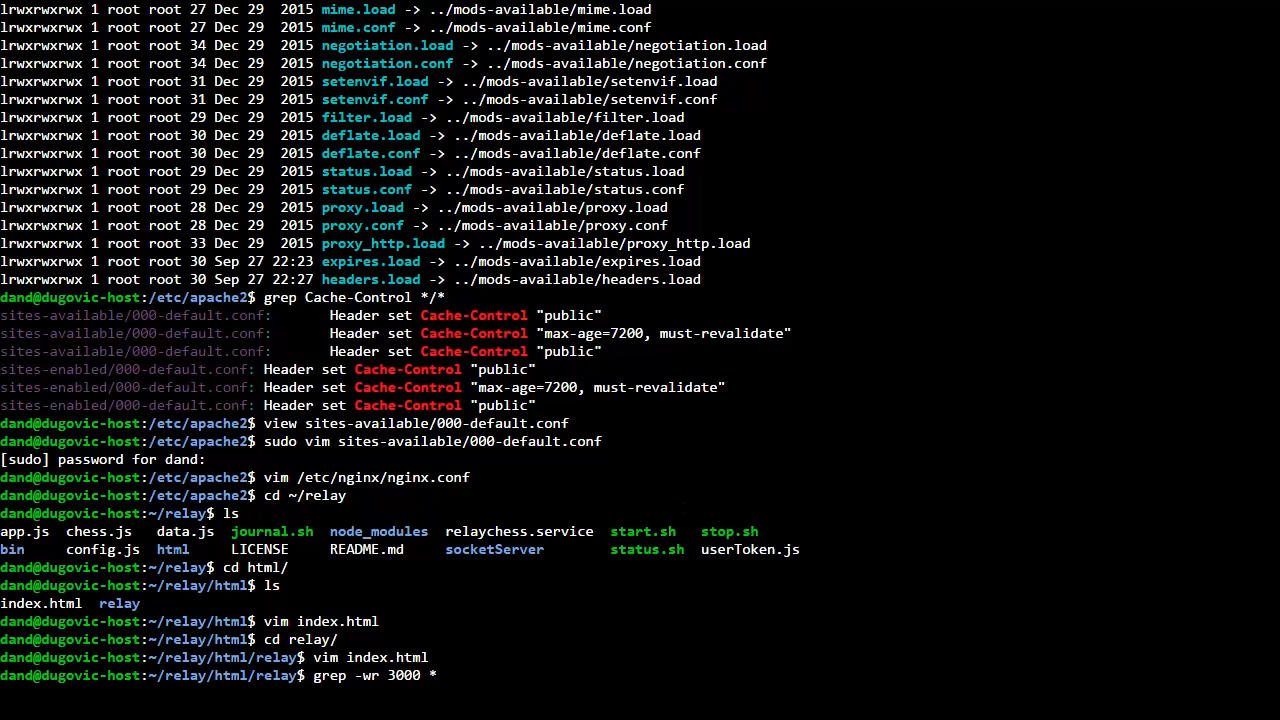 lrwxrwxrwx 1 root root 27 Dec 29  2015 mime.load -> ../mods-available/mime.load
lrwxrwxrwx 1 root root 27 Dec 29  2015 mime.conf -> ../mods-available/mime.conf
lrwxrwxrwx 1 root root 34 Dec 29  2015 negotiation.load -> ../mods-available/negotiation.load
lrwxrwxrwx 1 root root 34 Dec 29  2015 negotiation.conf -> ../mods-available/negotiation.conf
lrwxrwxrwx 1 root root 31 Dec 29  2015 setenvif.load -> ../mods-available/setenvif.load
lrwxrwxrwx 1 root root 31 Dec 29  2015 setenvif.conf -> ../mods-available/setenvif.conf
lrwxrwxrwx 1 root root 29 Dec 29  2015 filter.load -> ../mods-available/filter.load
lrwxrwxrwx 1 root root 30 Dec 29  2015 deflate.load -> ../mods-available/deflate.load
lrwxrwxrwx 1 root root 30 Dec 29  2015 deflate.conf -> ../mods-available/deflate.conf
lrwxrwxrwx 1 root root 29 Dec 29  2015 status.load -> ../mods-available/status.load
lrwxrwxrwx 1 root root 29 Dec 29  2015 status.conf -> ../mods-available/status.conf
lrwxrwxrwx 1 root root 28 Dec 29  2015 proxy.load -> ../mods-available/proxy.load
lrwxrwxrwx 1 root root 28 Dec 29  2015 proxy.conf -> ../mods-available/proxy.conf
lrwxrwxrwx 1 root root 33 Dec 29  2015 proxy_http.load -> ../mods-available/proxy_http.load
lrwxrwxrwx 1 root root 30 Sep 27 22:23 expires.load -> ../mods-available/expires.load
lrwxrwxrwx 1 root root 30 Sep 27 22:27 headers.load -> ../mods-available/headers.load
dand@dugovic-host:/etc/apache2$ grep Cache-Control */*
sites-available/000-default.conf:       Header set Cache-Control "public"
sites-available/000-default.conf:       Header set Cache-Control "max-age=7200, must-revalidate"
sites-available/000-default.conf:       Header set Cache-Control "public"
sites-enabled/000-default.conf: Header set Cache-Control "public"
sites-enabled/000-default.conf: Header set Cache-Control "max-age=7200, must-revalidate"
sites-enabled/000-default.conf: Header set Cache-Control "public"
dand@dugovic-host:/etc/apache2$ view sites-available/000-default.conf
dand@dugovic-host:/etc/apache2$ sudo vim sites-available/000-default.conf
[sudo] password for dand:
dand@dugovic-host:/etc/apache2$ vim /etc/nginx/nginx.conf
dand@dugovic-host:/etc/apache2$ cd ~/relay
dand@dugovic-host:~/relay$ ls
app.js  chess.js   data.js  journal.sh  node_modules  relaychess.service  start.sh   stop.sh
bin     config.js  html     LICENSE     README.md     socketServer        status.sh  userToken.js
dand@dugovic-host:~/relay$ cd html/
dand@dugovic-host:~/relay/html$ ls
index.html  relay
dand@dugovic-host:~/relay/html$ vim index.html
dand@dugovic-host:~/relay/html$ cd relay/
dand@dugovic-host:~/relay/html/relay$ vim index.html
dand@dugovic-host:~/relay/html/relay$ grep -wr 3000 *